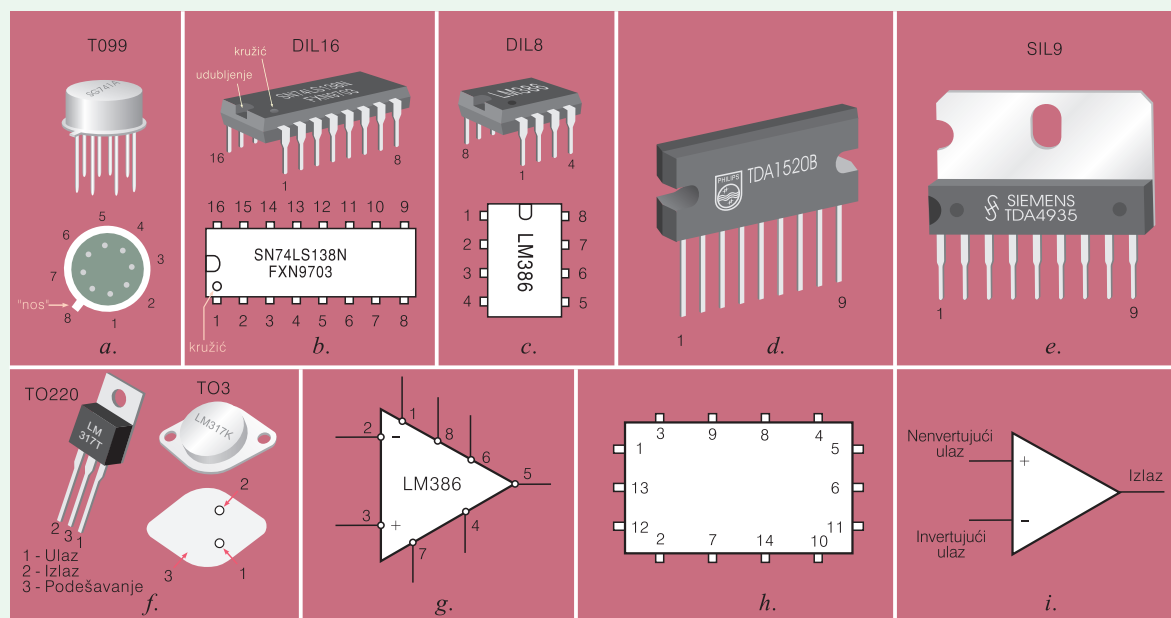 TO99
SG741A
5
4
6
3
7
2
"nos"
8
1
a.
DIL16
kružić
udubljenje
SN74LS138N
FXN9703
16
8
1
16 15 14 13 12 11 10 9
SN74LS138N
FXN9703
1 2 3 4 5 6 7 8
kružić
b.
DIL8
LM386
8
4
1
1 8
2 7
3 6
4 5
LM386
c.
PHILIPS
TDA1520B
9
1
d.
SIL9
SIEMENS
TDA4935
1
9
e.
TO220
LM
317T
2
3
1
TO3
LM317K
2
3
1
1 - Ulaz
2 - Izlaz
3 - Podešavanje
f.
1
2
-
8
6
LM386
5
3
+
4
7
g.
3 9 8 4
1 5
13 6
12 11
2 7 14 10
h.
Nenvertujući
ulaz
+
Izlaz
-
Invertujući
ulaz
i.